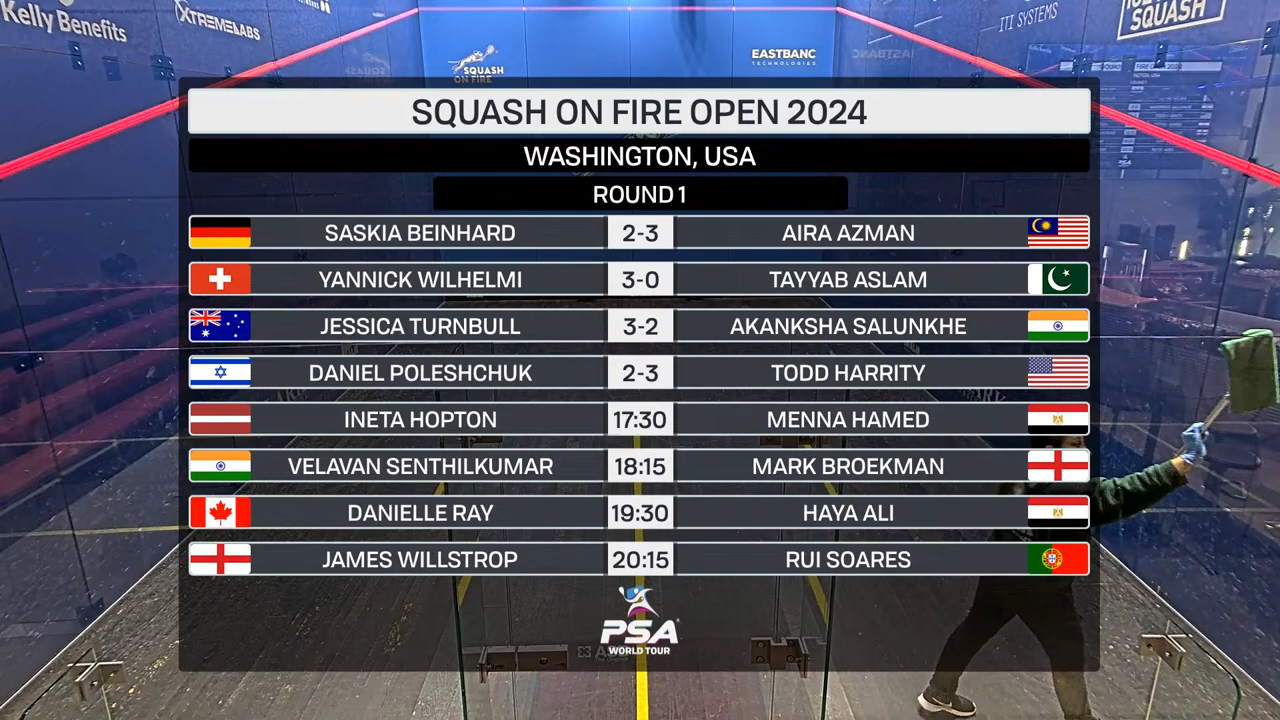 Kelly Benefits
XTREMELABS
SQUASH
ON FIRE
EASTBANC
TECHNOLOGIES
ITI SYSTEMS
SQUASH
SQUASH ON FIRE OPEN 2024
WASHINGTON, USA
ROUND 1
SASKIA BEINHARD 2-3 AIRA AZMAN
YANNICK WILHELMI 3-0 TAYYAB ASLAM
JESSICA TURNBULL 3-2 AKANKSHA SALUNKHE
DANIEL POLESHCHUK 2-3 TODD HARRITY
INETA HOPTON 17:30 MENNA HAMED
VELAVAN SENTHILKUMAR 18:15 MARK BROEKMAN
DANIELLE RAY 19:30 HAYA ALI
JAMES WILLSTROP 20:15 RUI SOARES
PSA
WORLD TOUR